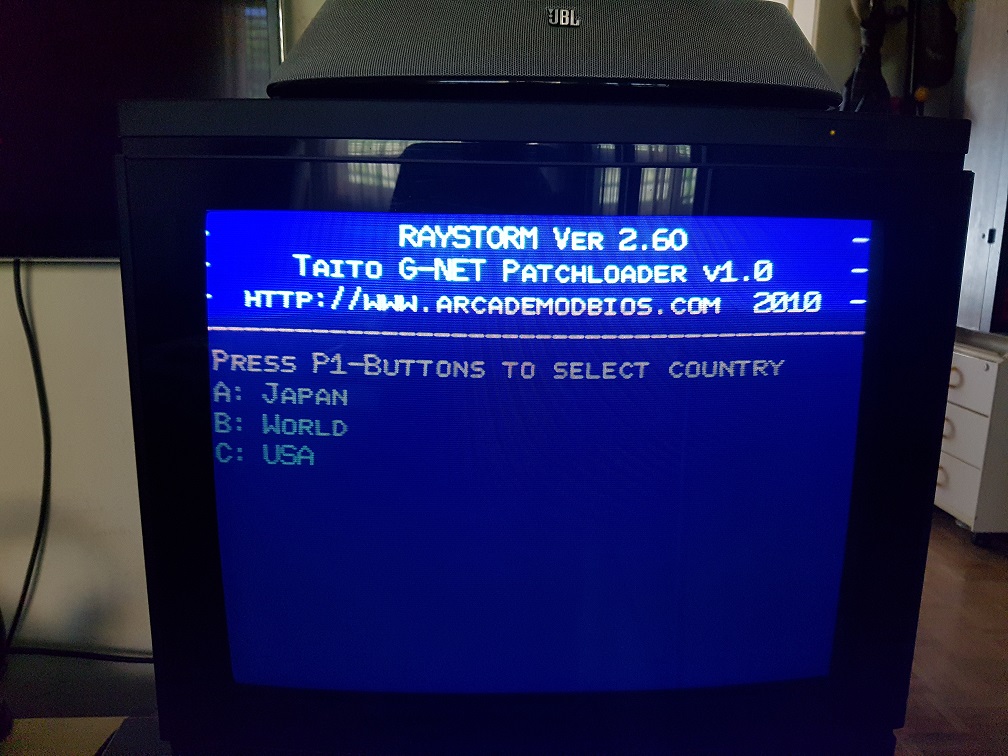 JBL
RAYSTORM VER 2.60
TAITO G-NET PATCHLOADER V1.0
HTTP://WWW.ARCADEMODBIOS.COM 2010
PRESS P1-BUTTONS TO SELECT COUNTRY
A: JAPAN
B: WORLD
C: USA